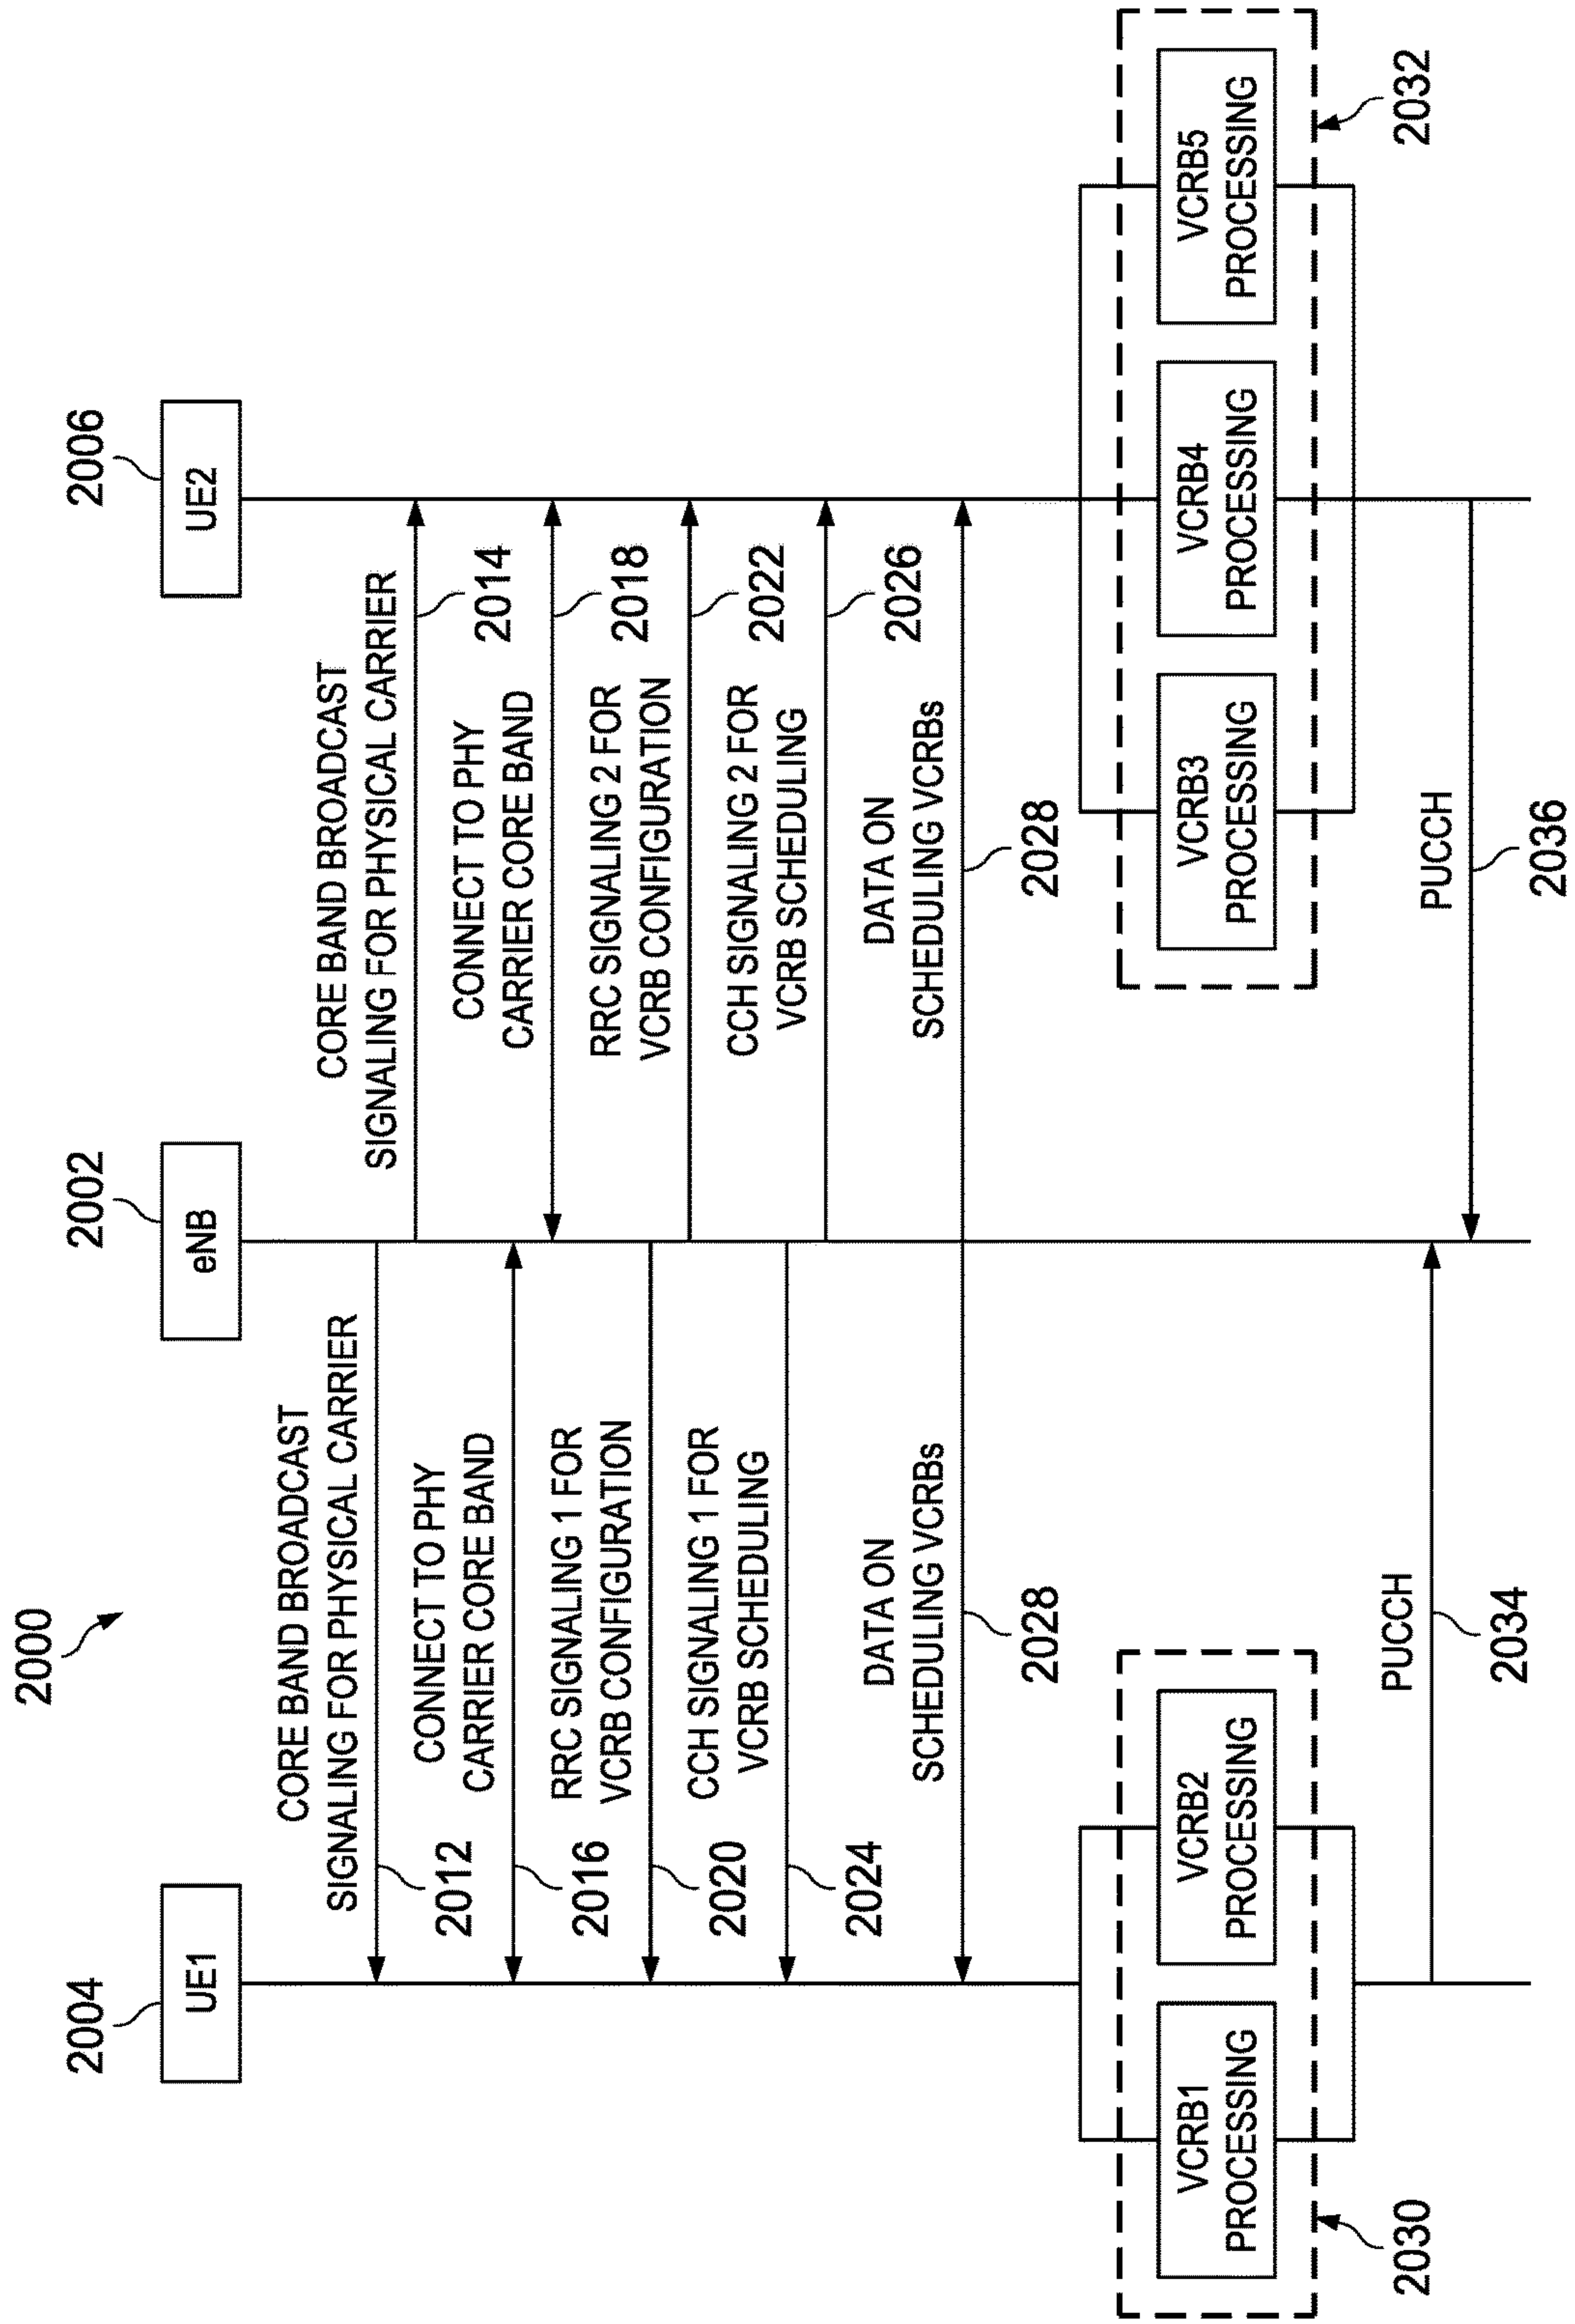 2000
2004
UE1
2002
eNB
2006
UE2
CORE BAND BROADCAST
SIGNALING FOR PHYSICAL CARRIER
2012
CORE BAND BROADCAST
SIGNALING FOR PHYSICAL CARRIER
2014
CONNECT TO PHY
CARRIER CORE BAND
2016
CONNECT TO PHY
CARRIER CORE BAND
2018
RRC SIGNALING 1 FOR
VCRB CONFIGURATION
2020
RRC SIGNALING 2 FOR
VCRB CONFIGURATION
2022
CCH SIGNALING 1 FOR
VCRB SCHEDULING
2024
CCH SIGNALING 2 FOR
VCRB SCHEDULING
2026
DATA ON
SCHEDULING VCRBs
2028
DATA ON
SCHEDULING VCRBs
2028
VCRB1
PROCESSING
VCRB2
PROCESSING
2030
VCRB3
PROCESSING
VCRB4
PROCESSING
VCRB5
PROCESSING
2032
PUCCH
2034
PUCCH
2036